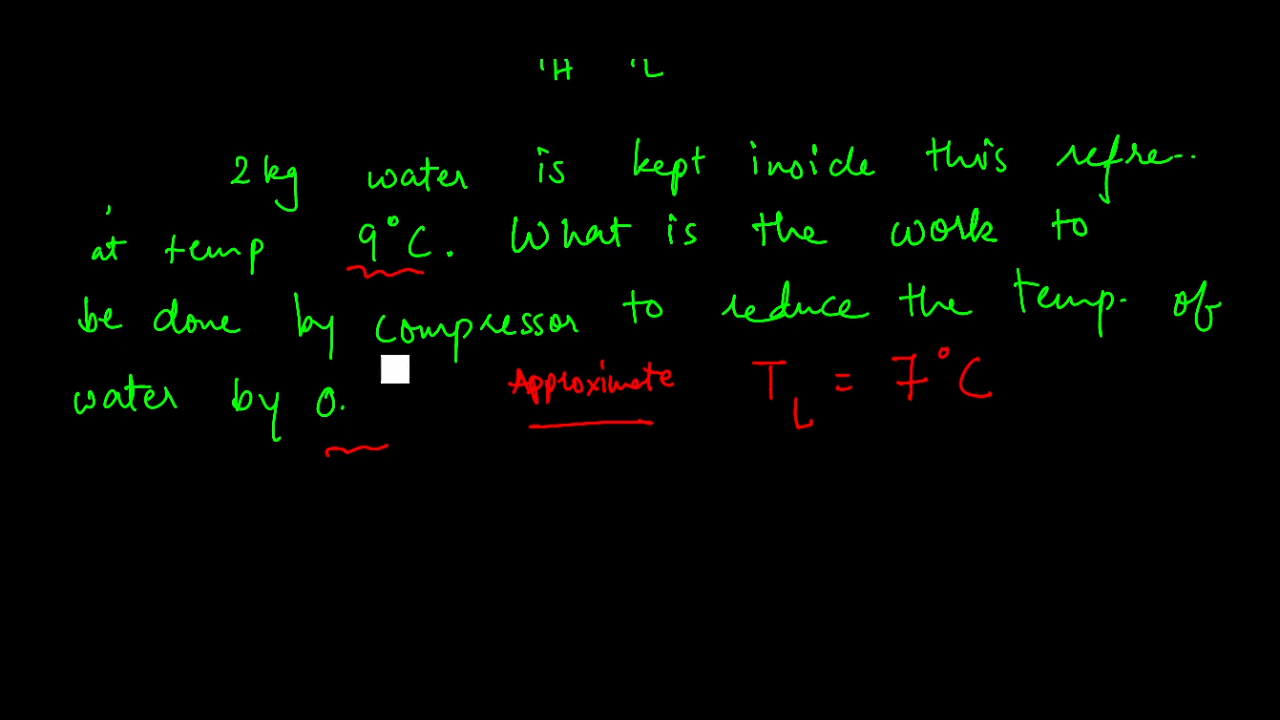 'H 'L
2 kg water is kept inside this refre--
at temp 9°C. What is the work to
be done by compressor to reduce the temp. of
water by 0.
Approximate T_L = 7°C